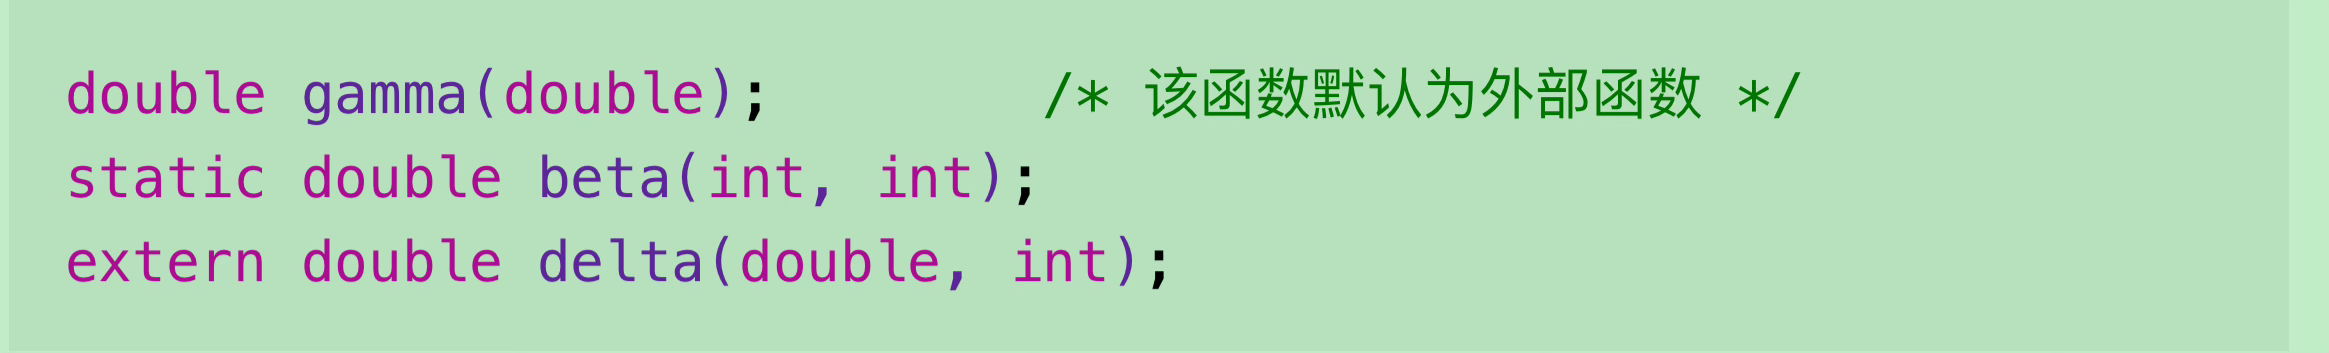 double gamma(double);        /* 该函数默认为外部函数 */
static double beta(int, int);
extern double delta(double, int);